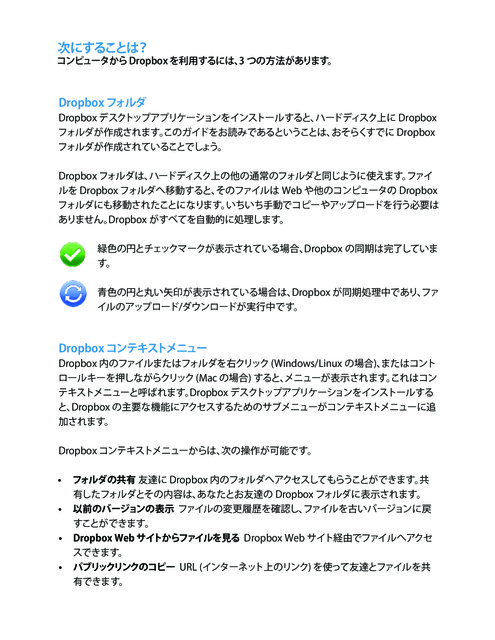 次にすることは？
コンピュータから Dropbox を利用するには、3 つの方法があります。
Dropbox フォルダ
Dropbox デスクトップアプリケーションをインストールすると、ハードディスク上に Dropbox
フォルダが作成されます。このガイドをお読みであるということは、おそらくすでに Dropbox
フォルダが作成されていることでしょう。
Dropbox フォルダは、ハードディスク上の他の通常のフォルダと同じように使えます。ファイ
ルを Dropbox フォルダへ移動すると、そのファイルは Web や他のコンピュータの Dropbox
フォルダにも移動されたことになります。いちいち手動でコピーやアップロードを行う必要は
ありません。Dropbox がすべてを自動的に処理します。
緑色の円とチェックマークが表示されている場合、Dropbox の同期は完了していま
す。
青色の円と丸い矢印が表示されている場合は、Dropbox が同期処理中であり、ファ
イルのアップロード/ダウンロードが実行中です。
Dropbox コンテキストメニュー
Dropbox 内のファイルまたはフォルダを右クリック (Windows/Linux の場合)、またはコント
ロールキーを押しながらクリック (Mac の場合) すると、メニューが表示されます。これはコン
テキストメニューと呼ばれます。Dropbox デスクトップアプリケーションをインストールする
と、Dropbox の主要な機能にアクセスするためのサブメニューがコンテキストメニューに追
加されます。
Dropbox コンテキストメニューからは、次の操作が可能です。
• フォルダの共有 友達に Dropbox 内のフォルダへアクセスしてもらうことができます。共
有したフォルダとその内容は、あなたとお友達の Dropbox フォルダに表示されます。
• 以前のバージョンの表示 ファイルの変更履歴を確認し、ファイルを古いバージョンに戻
すことができます。
• Dropbox Web サイトからファイルを見る Dropbox Web サイト経由でファイルへアクセ
スできます。
• パブリックリンクのコピー URL (インターネット上のリンク) を使って友達とファイルを共
有できます。